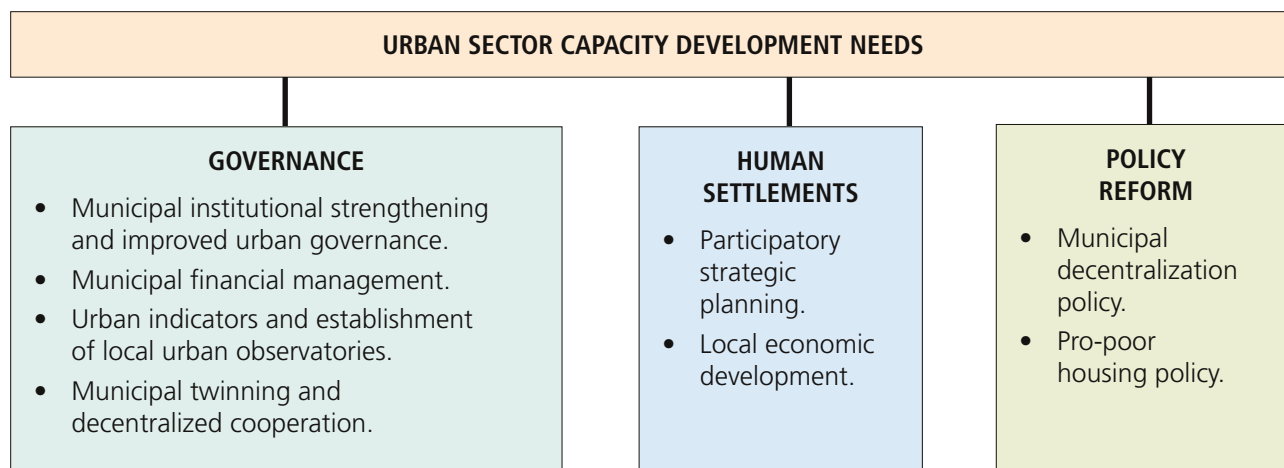 URBAN SECTOR CAPACITY DEVELOPMENT NEEDS
GOVERNANCE
• Municipal institutional strengthening
and improved urban governance.
• Municipal financial management.
• Urban indicators and establishment
of local urban observatories.
• Municipal twinning and
decentralized cooperation.
HUMAN
SETTLEMENTS
• Participatory
strategic
planning.
• Local economic
development.
POLICY
REFORM
• Municipal
decentralization
policy.
• Pro-poor
housing policy.